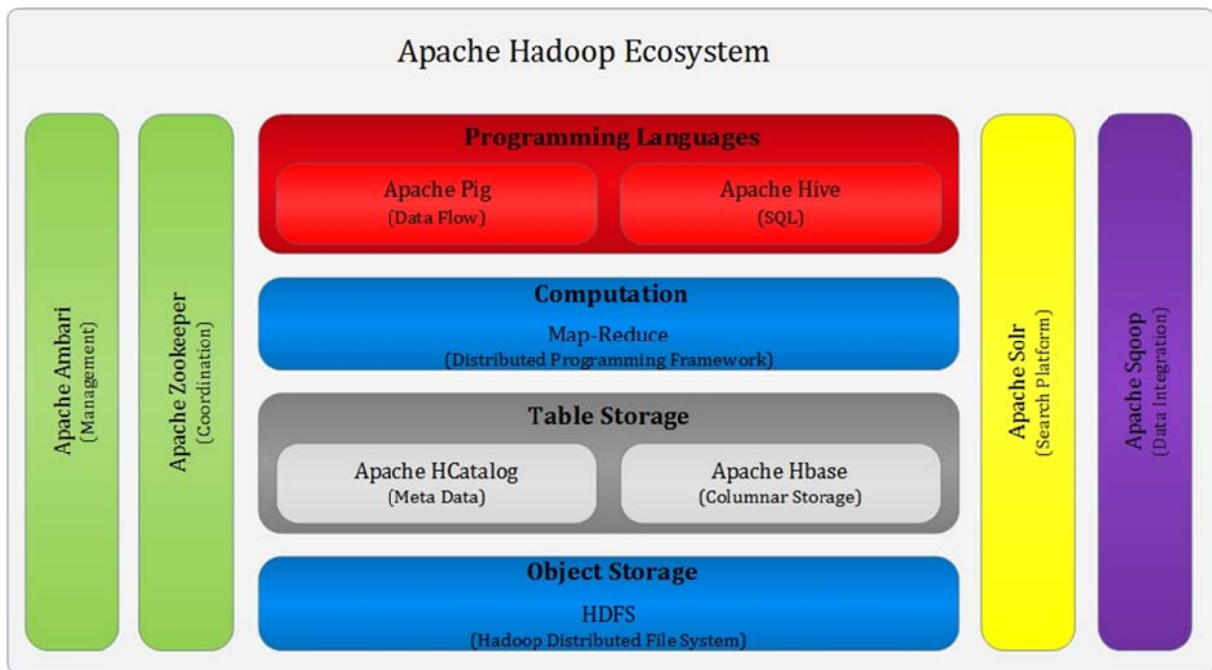 Apache Hadoop Ecosystem
Apache Ambari
(Management)
Apache Zookeeper
(Coordination)
Programming Languages
Apache Pig
(Data Flow)
Apache Hive
(SQL)
Computation
Map-Reduce
(Distributed Programming Framework)
Table Storage
Apache HCatalog
(Meta Data)
Apache Hbase
(Columnar Storage)
Object Storage
HDFS
(Hadoop Distributed File System)
Apache Solr
(Search Platform)
Apache Sqoop
(Data Integration)